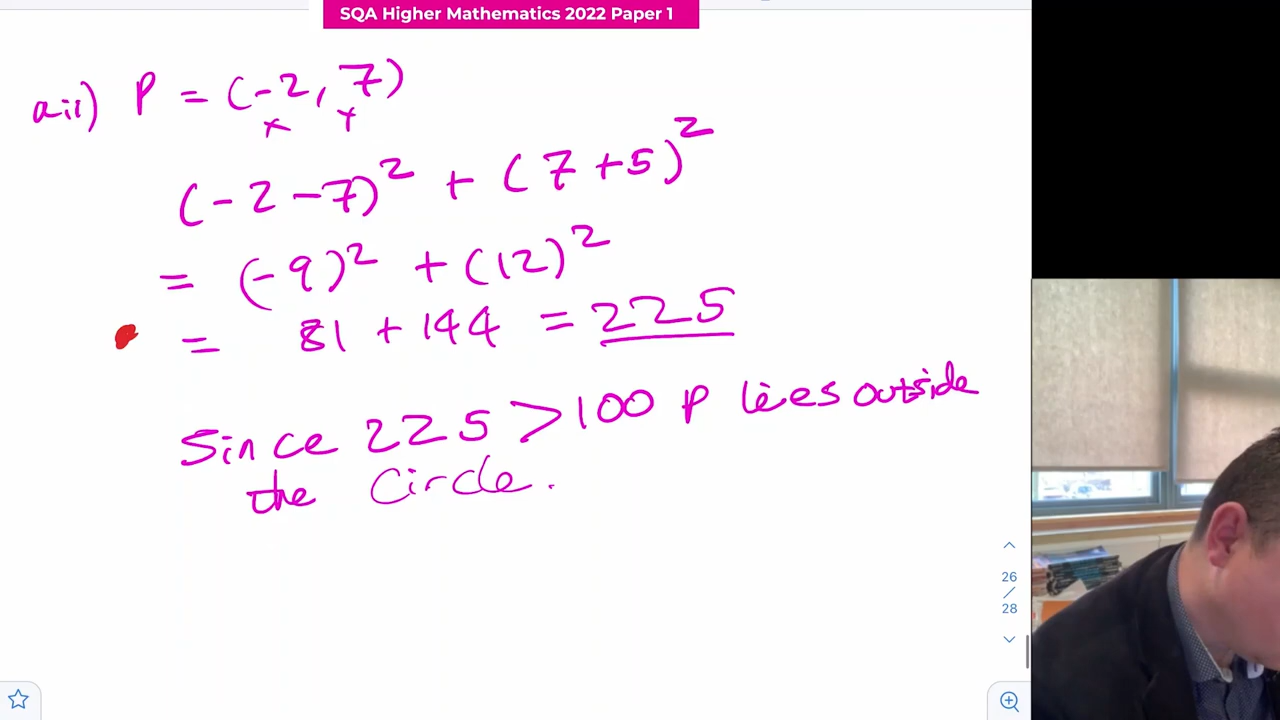 SQA Higher Mathematics 2022 Paper 1
aii) P = (-2, 7)
x y
(-2 -7)² + (7 +5)²
= (-9)² + (12)²
= 81 + 144 = 225
Since 225 > 100 P lies outside
the Circle.
26
/
28